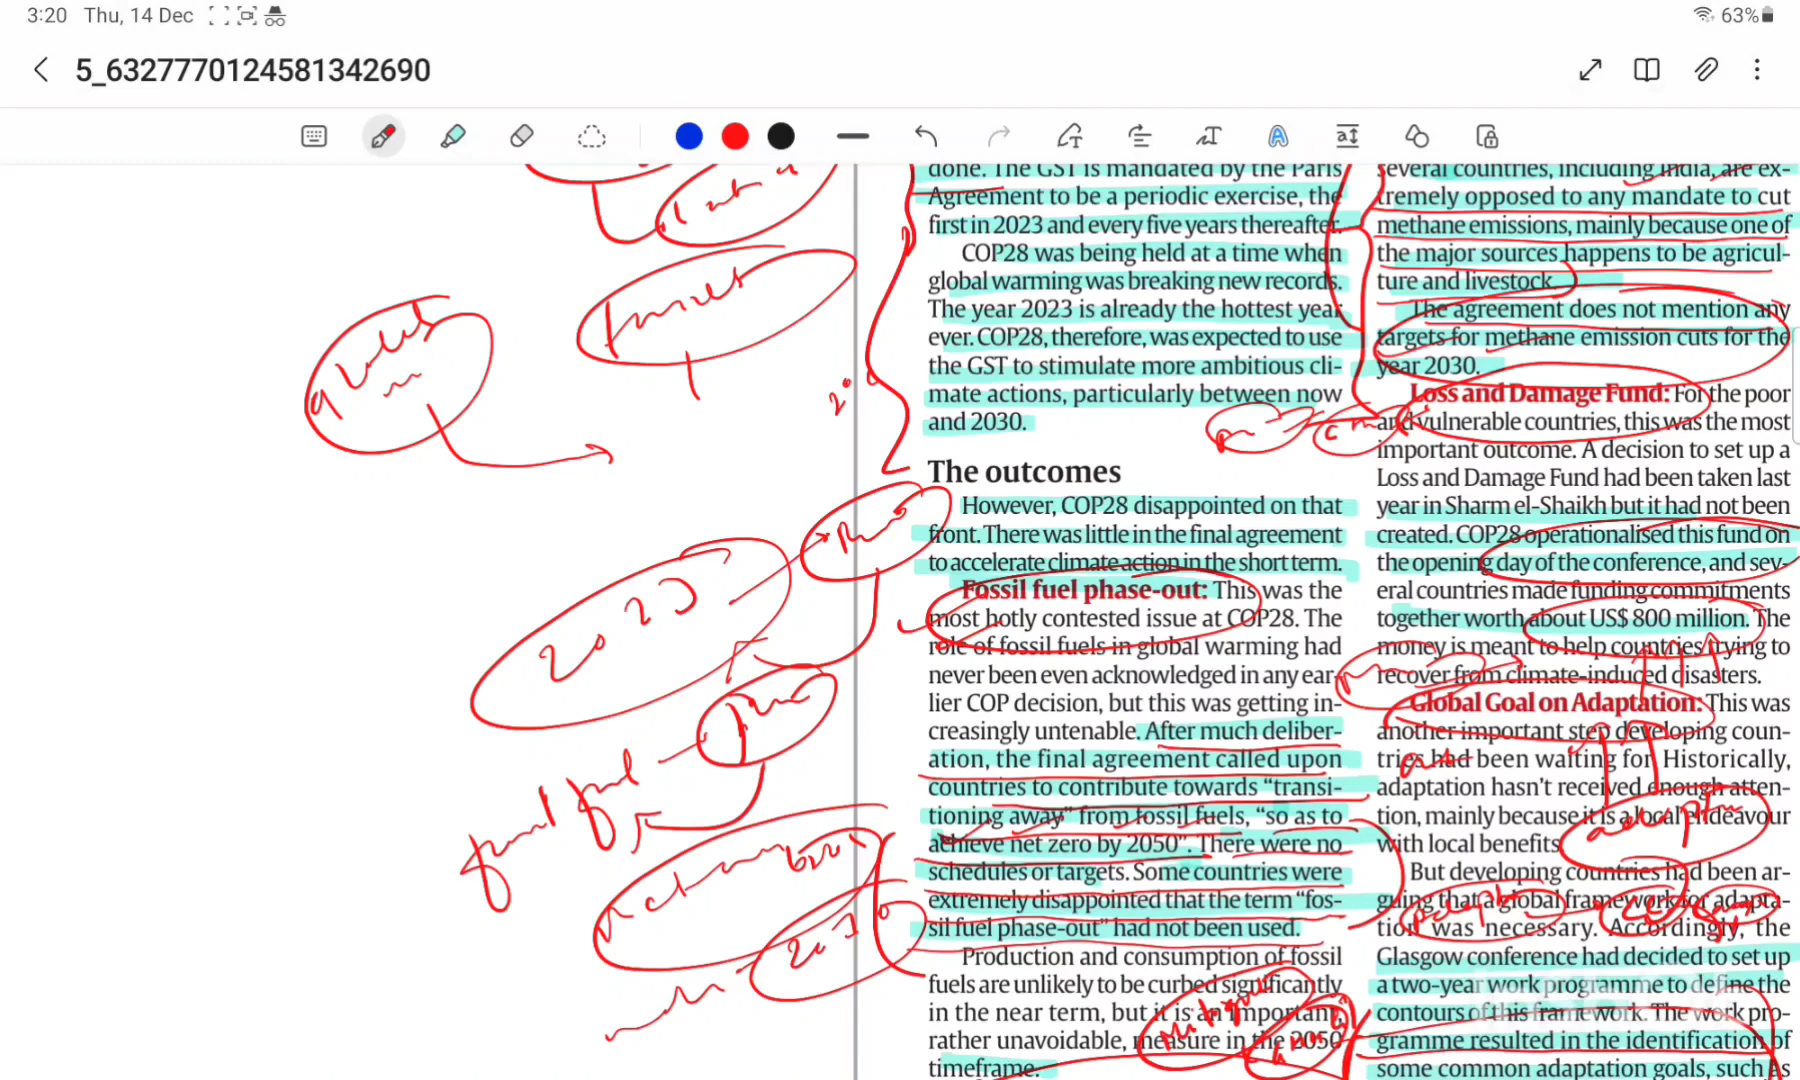 3:20 Thu, 14 Dec
63%
5_6327770124581342690
done. The GST is mandated by the Paris
Agreement to be a periodic exercise, the
first in 2023 and every five years thereafter.
COP28 was being held at a time when
global warming was breaking new records.
The year 2023 is already the hottest year
ever. COP28, therefore, was expected to use
the GST to stimulate more ambitious cli-
mate actions, particularly between now
and 2030.
The outcomes
However, COP28 disappointed on that
front. There was little in the final agreement
to accelerate climate action in the short term.
Fossil fuel phase-out: This was the
most hotly contested issue at COP28. The
role of fossil fuels in global warming had
never been even acknowledged in any ear-
lier COP decision, but this was getting in-
creasingly untenable. After much deliber-
ation, the final agreement called upon
countries to contribute towards “transi-
tioning away” from fossil fuels, “so as to
achieve net zero by 2050”. There were no
schedules or targets. Some countries were
extremely disappointed that the term “fos-
sil fuel phase-out” had not been used.
Production and consumption of fossil
fuels are unlikely to be curbed significantly
in the near term, but it is an important,
rather unavoidable, measure in the 2050
timeframe.
several countries, including India, are ex-
tremely opposed to any mandate to cut
methane emissions, mainly because one of
the major sources happens to be agricul-
ture and livestock.
The agreement does not mention any
targets for methane emission cuts for the
year 2030.
Loss and Damage Fund: For the poor
and vulnerable countries, this was the most
important outcome. A decision to set up a
Loss and Damage Fund had been taken last
year in Sharm el-Shaikh but it had not been
created. COP28 operationalised this fund on
the opening day of the conference, and sev-
eral countries made funding commitments
together worth about US$ 800 million. The
money is meant to help countries trying to
recover from climate-induced disasters.
Global Goal on Adaptation: This was
another important step developing coun-
tries had been waiting for. Historically,
adaptation hasn’t received enough atten-
tion, mainly because it is a local endeavour
with local benefits.
But developing countries had been ar-
guing that a global framework for adapta-
tion was necessary. Accordingly, the
Glasgow conference had decided to set up
a two-year work programme to define the
contours of this framework. The work pro-
gramme resulted in the identification of
some common adaptation goals, such as
2°
2023